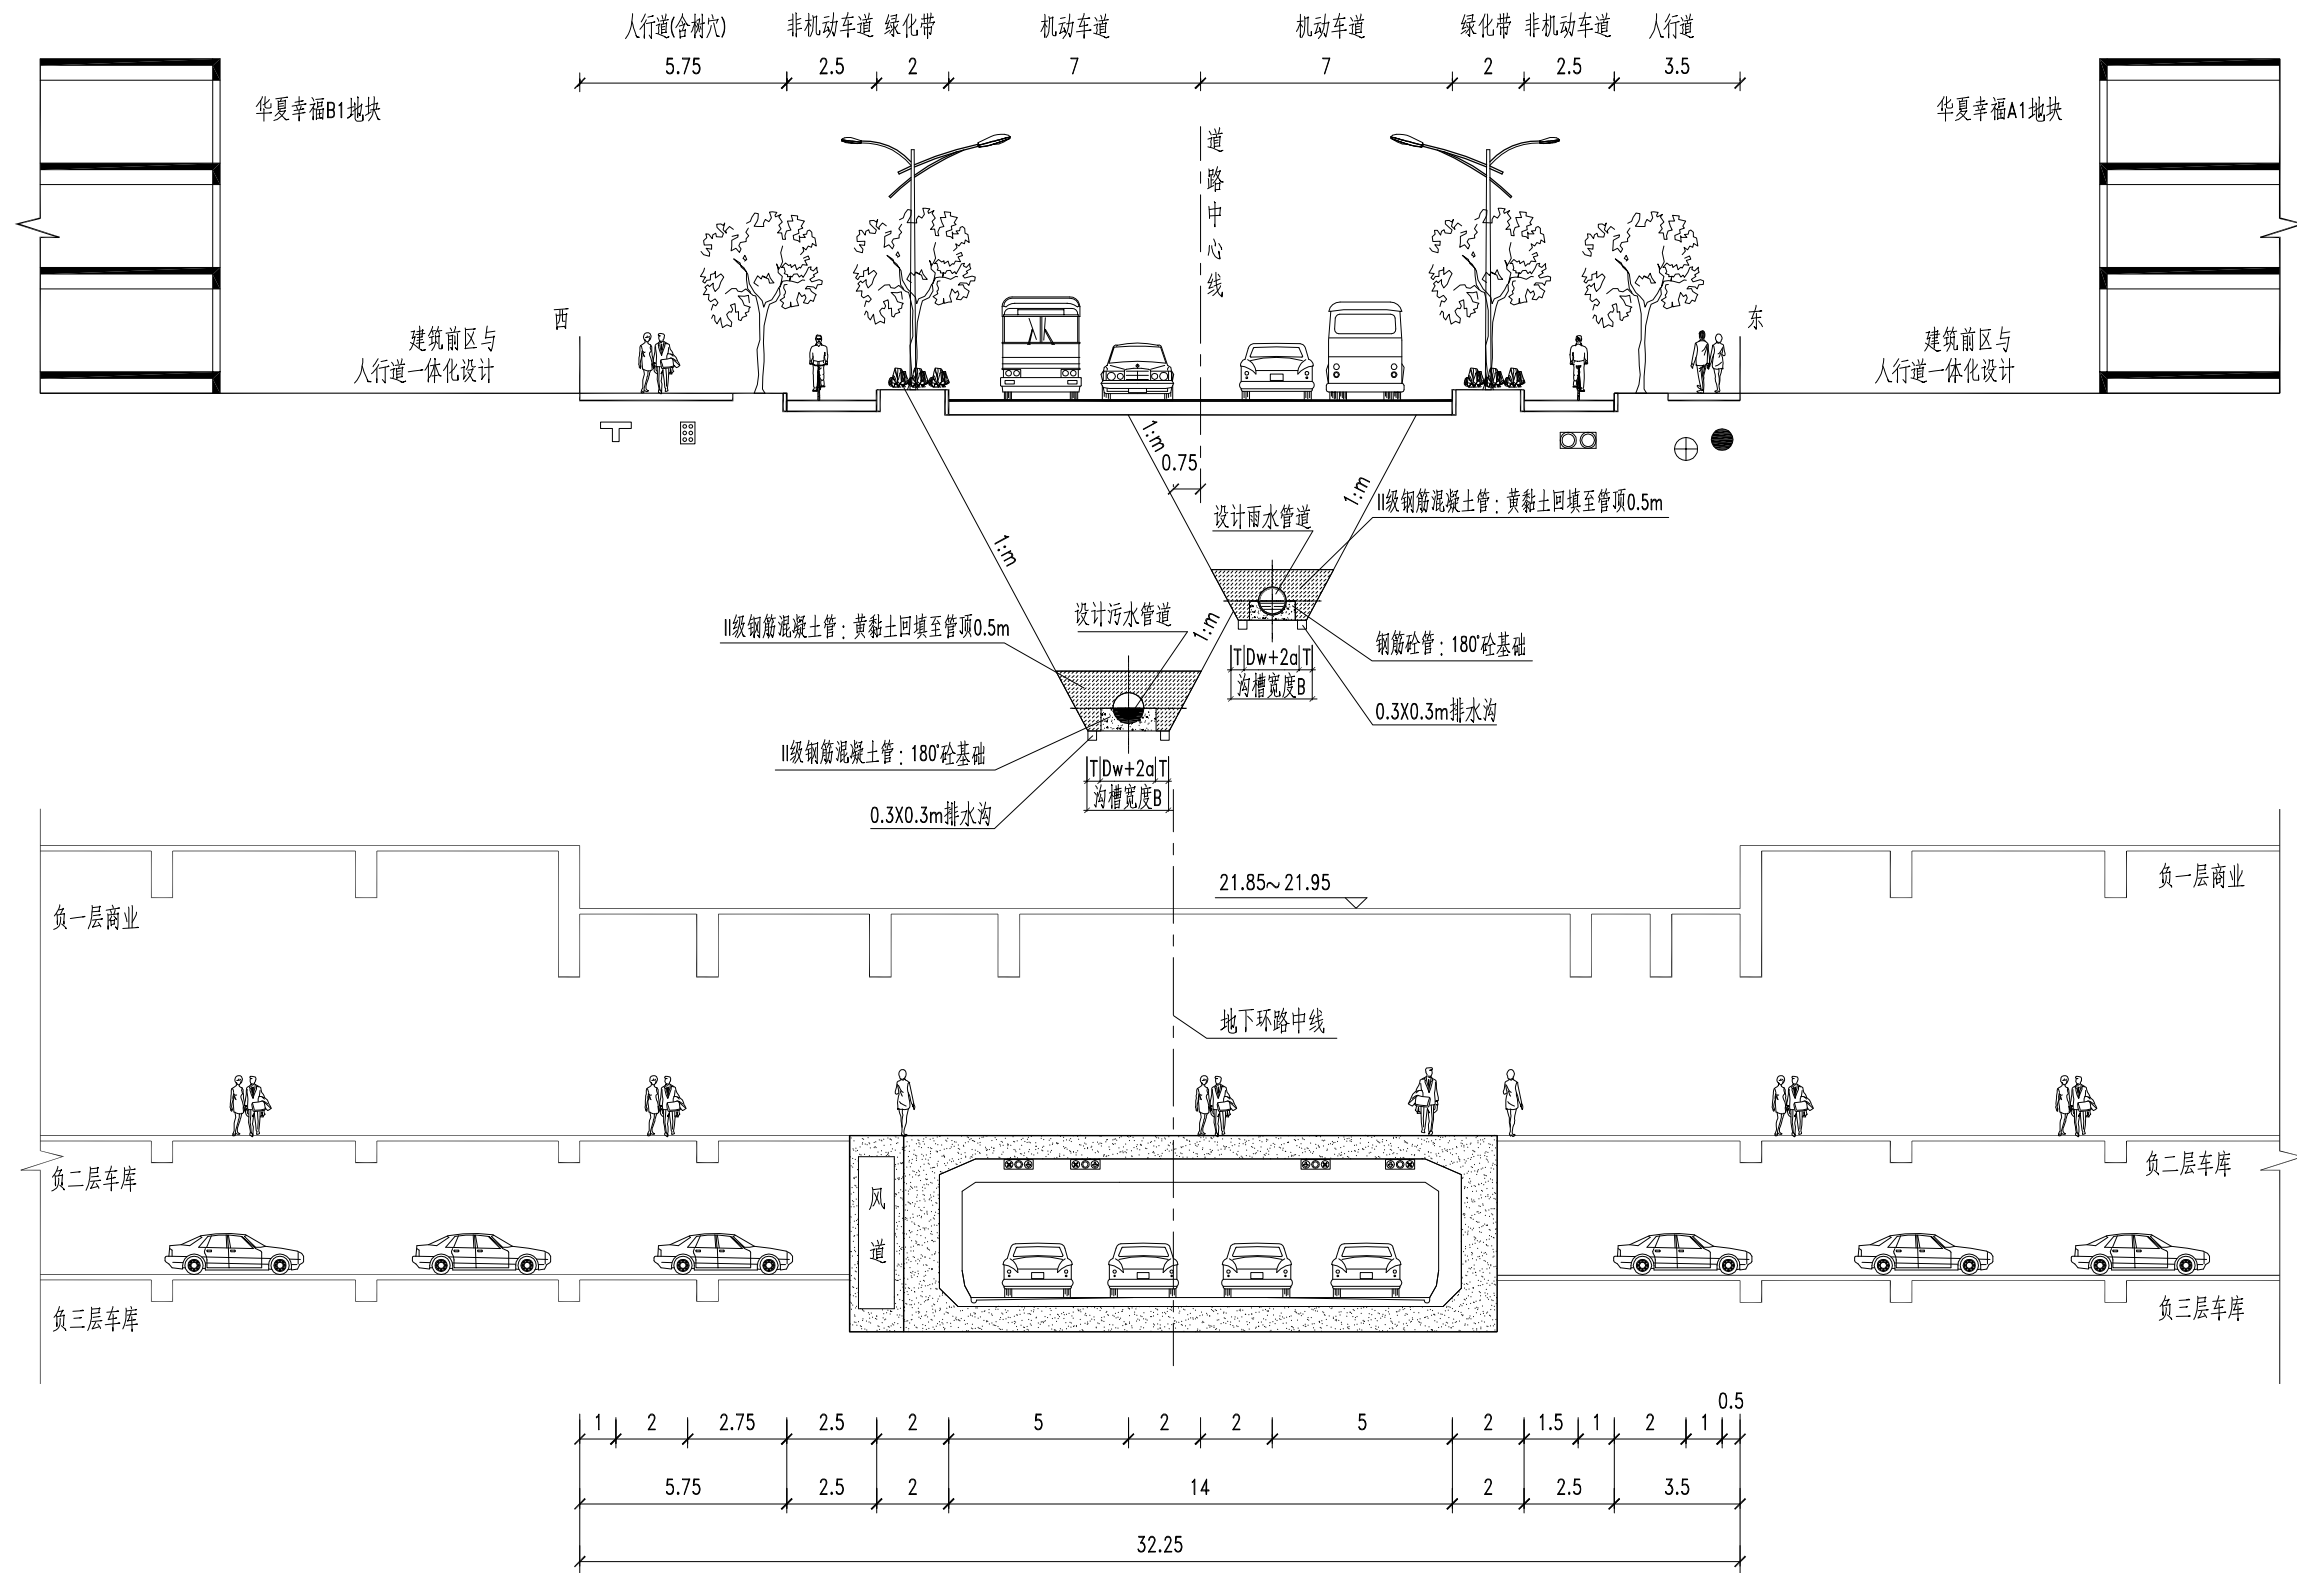 人行道(含树穴) 非机动车道 绿化带 机动车道 机动车道 绿化带 非机动车道 人行道
5.75 2.5 2 7 7 2 2.5 3.5
华夏幸福B1地块
华夏幸福A1地块
道路中心线
西
东
建筑前区与
人行道一体化设计
建筑前区与
人行道一体化设计
1:m
0.75
1:m
II级钢筋混凝土管：黄黏土回填至管顶0.5m
设计雨水管道
1:m
设计污水管道
1:m
II级钢筋混凝土管：黄黏土回填至管顶0.5m
钢筋砼管：180°砼基础
T Dw+2a T
沟槽宽度B
0.3X0.3m排水沟
II级钢筋混凝土管：180°砼基础
T Dw+2a T
沟槽宽度B
0.3X0.3m排水沟
21.85~21.95
负一层商业
负一层商业
地下环路中线
负二层车库
负二层车库
风道
负三层车库
负三层车库
0.5
1 2 2.75 2.5 2 5 2 2 5 2 1.5 1 2 1
5.75 2.5 2 14 2 2.5 3.5
32.25